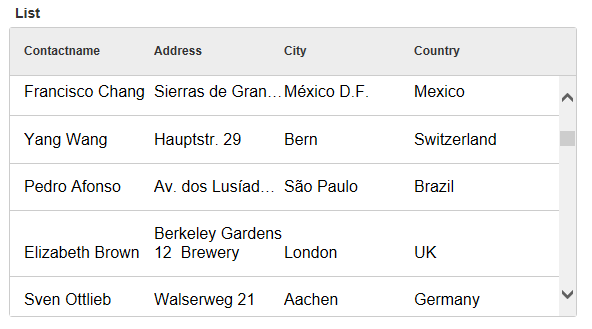 List
Contactname Address City Country
Francisco Chang Sierras de Gran... México D.F. Mexico
Yang Wang Hauptstr. 29 Bern Switzerland
Pedro Afonso Av. dos Lusíad... São Paulo Brazil
Berkeley Gardens
Elizabeth Brown 12  Brewery London UK
Sven Ottlieb Walserweg 21 Aachen Germany